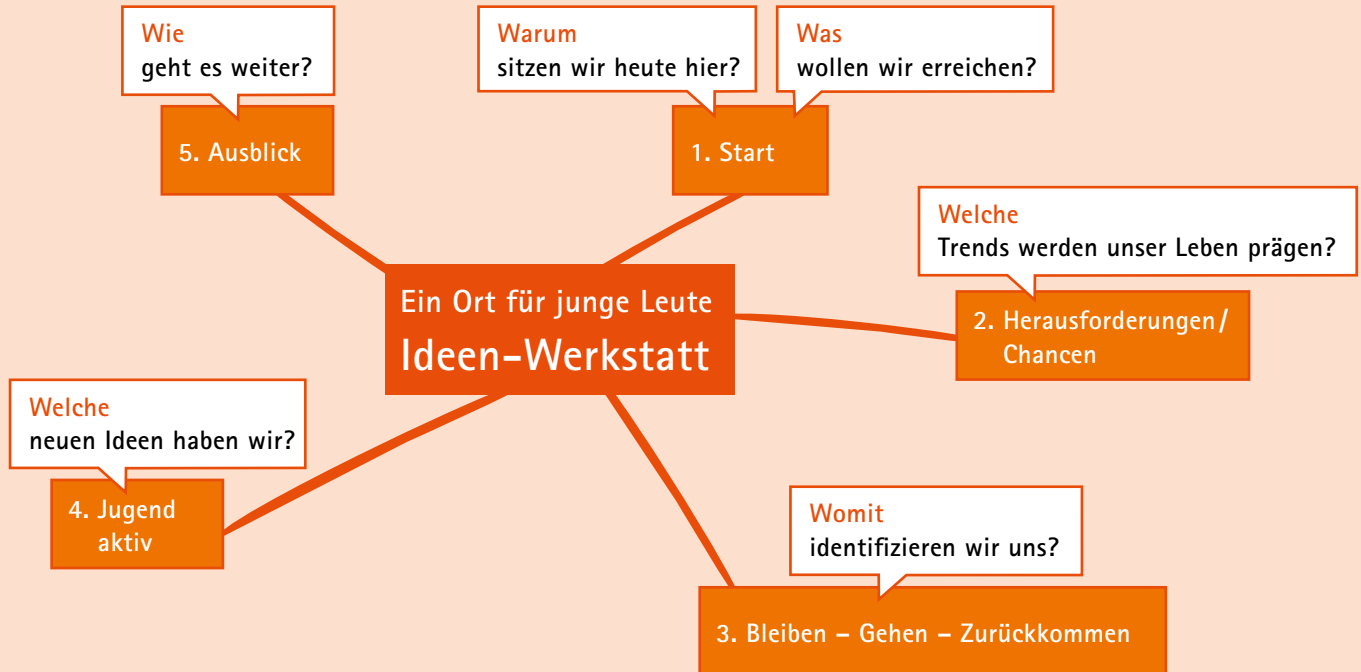 Wie
geht es weiter?
5. Ausblick
Warum
sitzen wir heute hier?
Was
wollen wir erreichen?
1. Start
Welche
Trends werden unser Leben prägen?
2. Herausforderungen/
Chancen
Ein Ort für junge Leute
Ideen-Werkstatt
Welche
neuen Ideen haben wir?
4. Jugend
aktiv
Womit
identifizieren wir uns?
3. Bleiben – Gehen – Zurückkommen